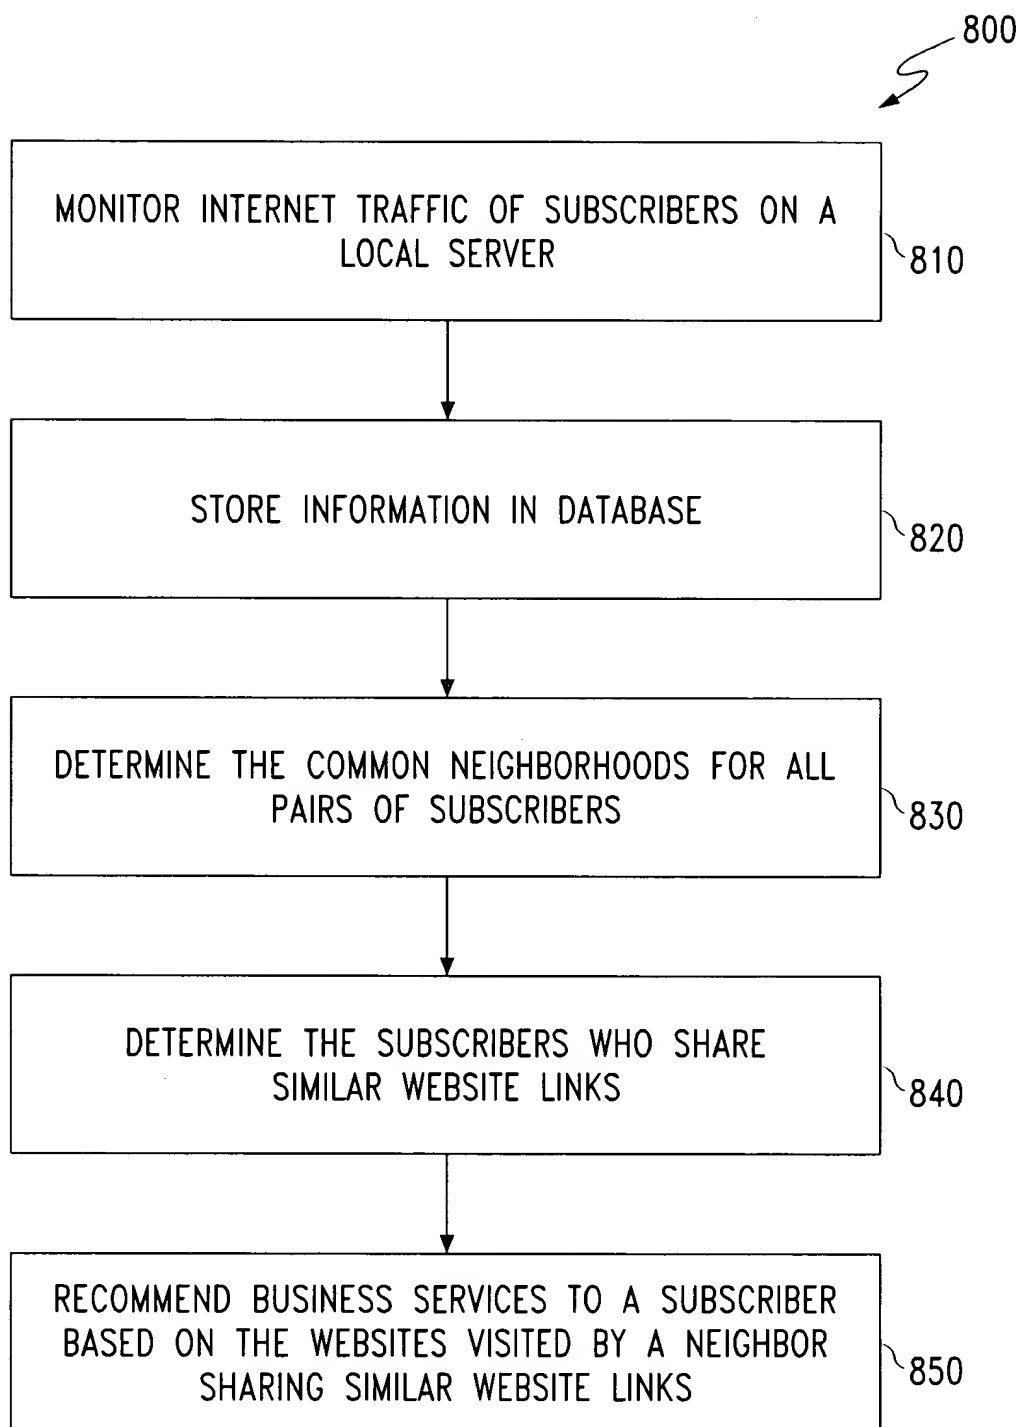 800
MONITOR INTERNET TRAFFIC OF SUBSCRIBERS ON A
LOCAL SERVER
810
STORE INFORMATION IN DATABASE
820
DETERMINE THE COMMON NEIGHBORHOODS FOR ALL
PAIRS OF SUBSCRIBERS
830
DETERMINE THE SUBSCRIBERS WHO SHARE
SIMILAR WEBSITE LINKS
840
RECOMMEND BUSINESS SERVICES TO A SUBSCRIBER
BASED ON THE WEBSITES VISITED BY A NEIGHBOR
SHARING SIMILAR WEBSITE LINKS
850